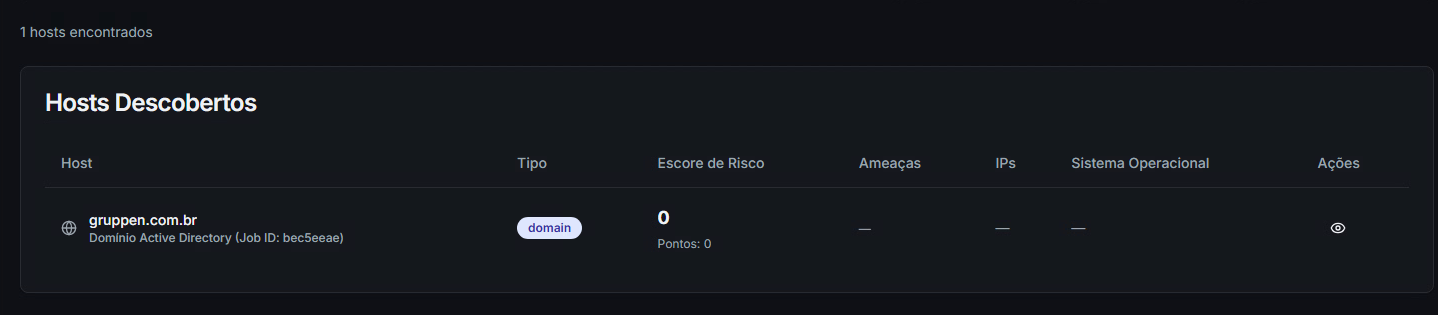 1 hosts encontrados
Hosts Descobertos
Host Tipo Escore de Risco Ameaças IPs Sistema Operacional Ações
gruppen.com.br
Domínio Active Directory (Job ID: bec5eeae)
domain
0
Pontos: 0
— — —